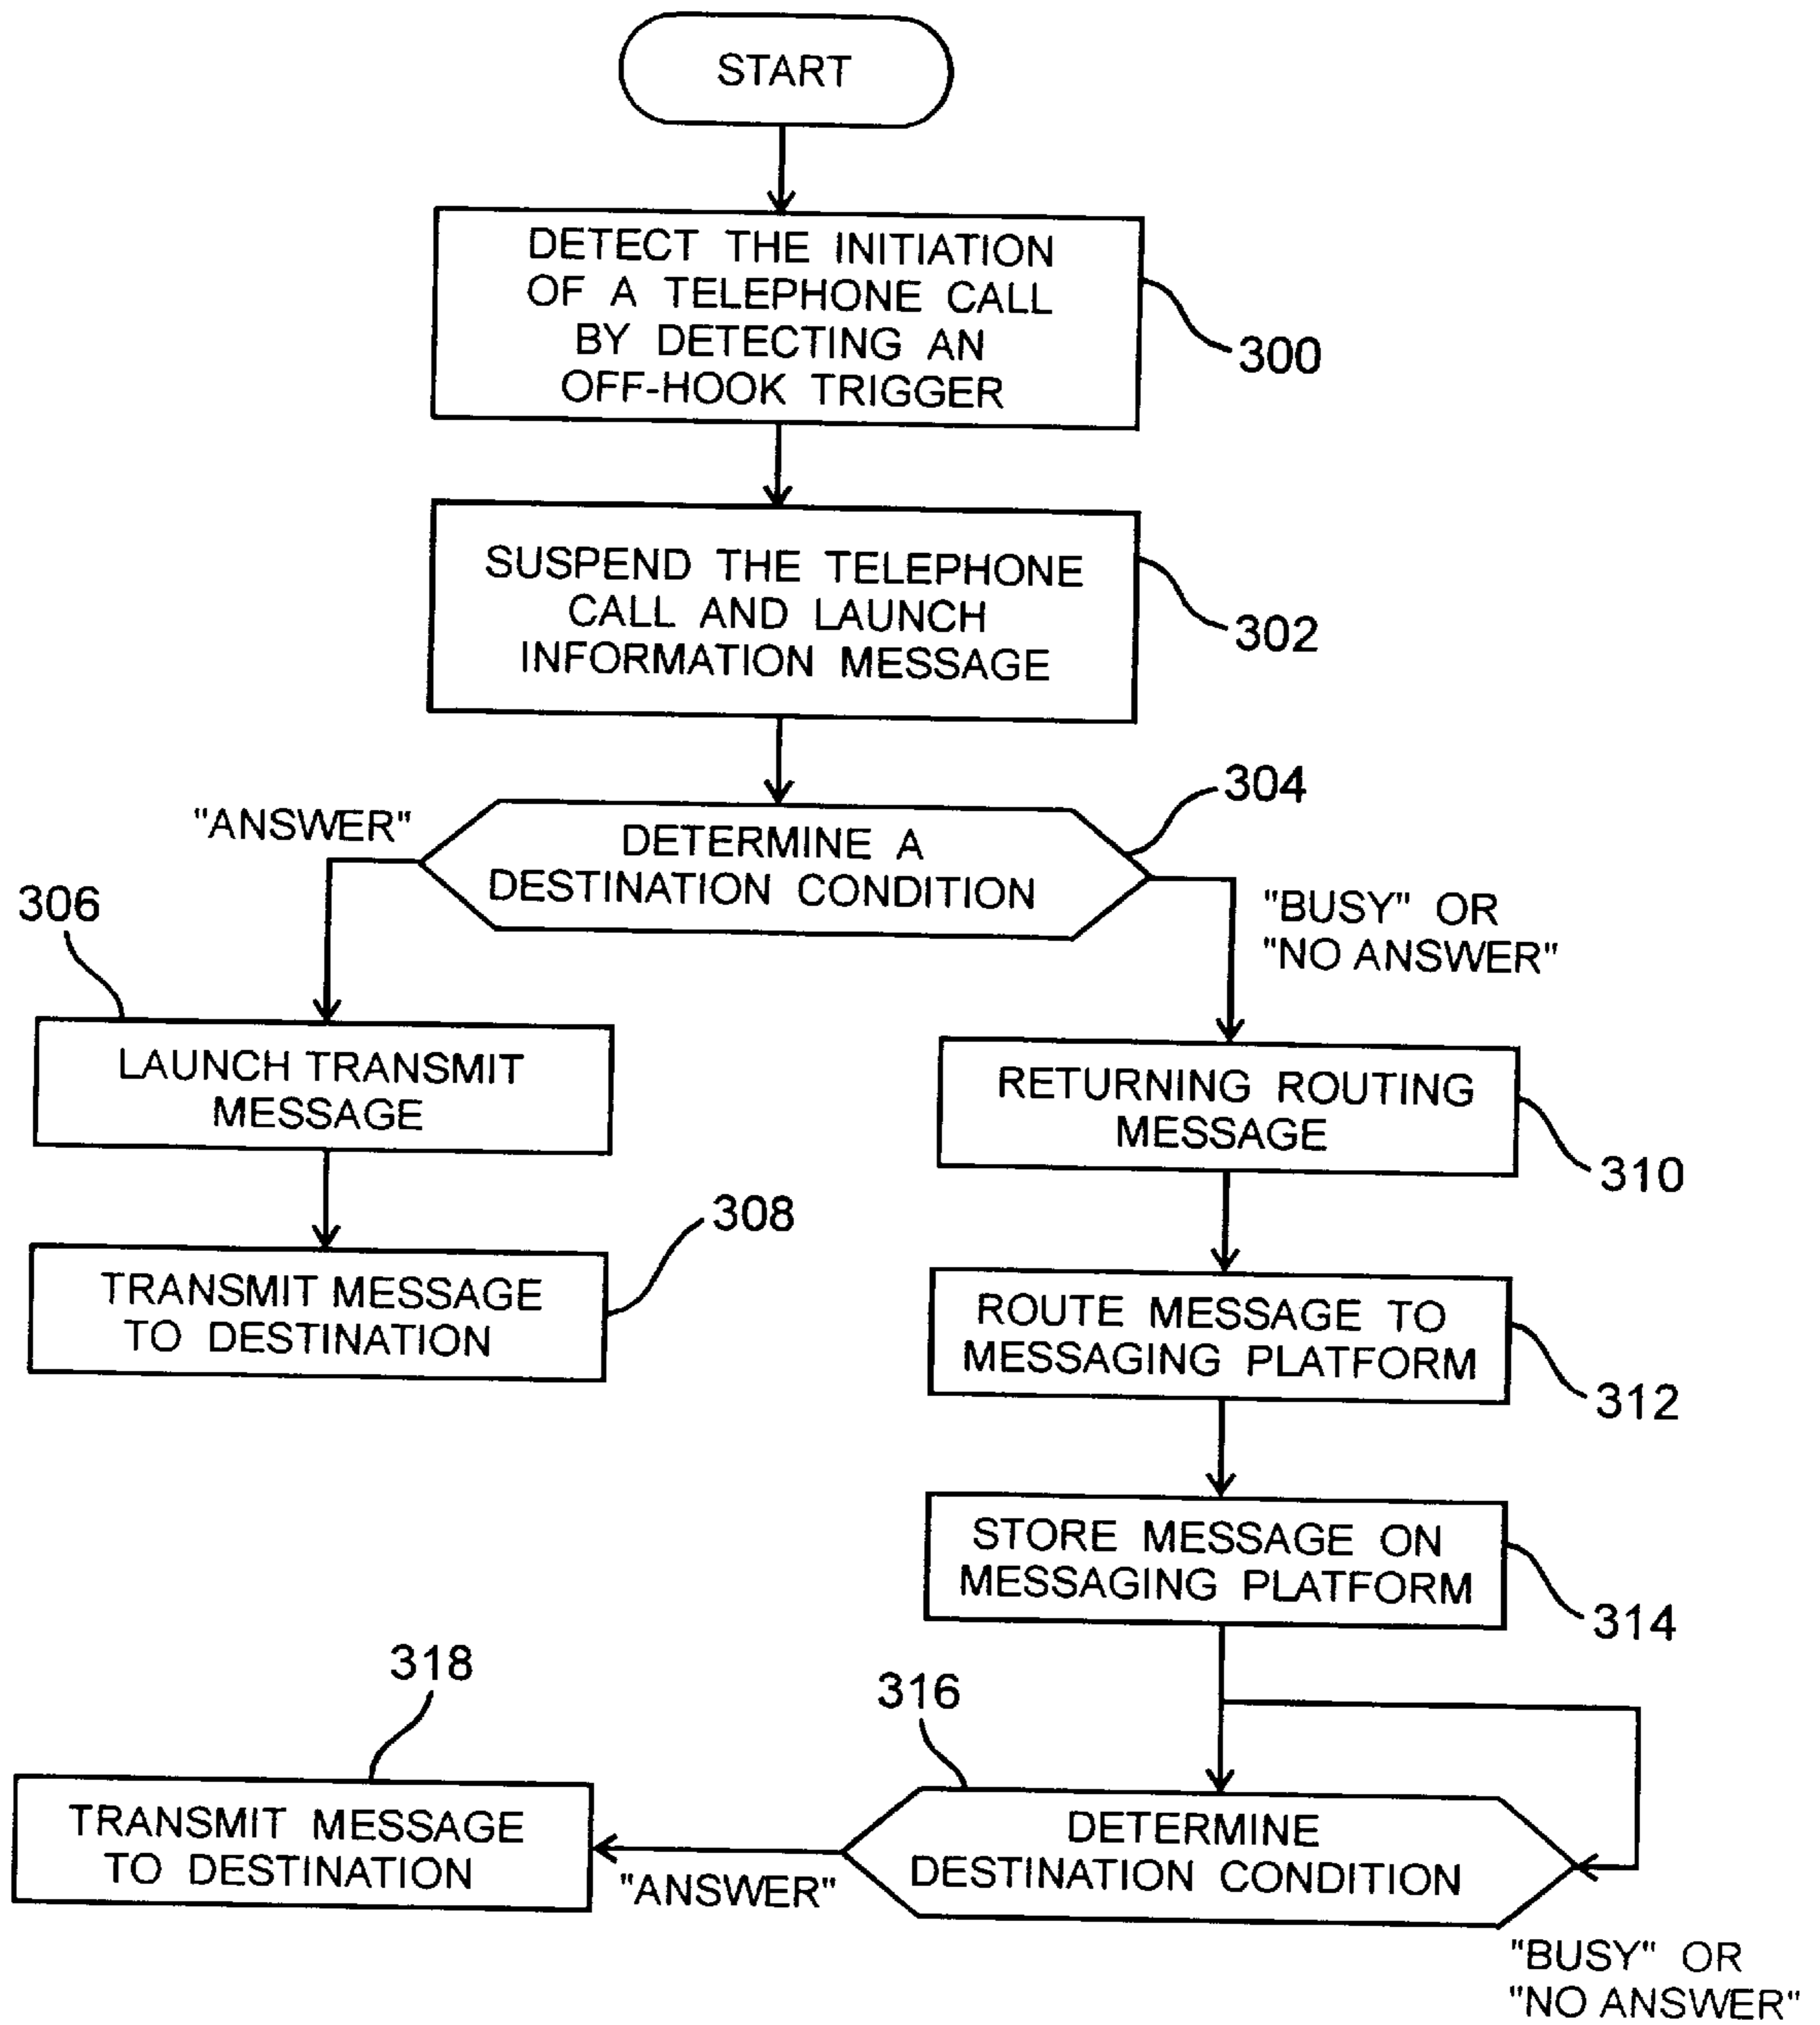 START
DETECT THE INITIATION
OF A TELEPHONE CALL
BY DETECTING AN
OFF-HOOK TRIGGER
300
SUSPEND THE TELEPHONE
CALL AND LAUNCH
INFORMATION MESSAGE
302
304
"ANSWER"
DETERMINE A
DESTINATION CONDITION
"BUSY" OR
"NO ANSWER"
306
LAUNCH TRANSMIT
MESSAGE
RETURNING ROUTING
MESSAGE
310
308
TRANSMIT MESSAGE
TO DESTINATION
ROUTE MESSAGE TO
MESSAGING PLATFORM
312
STORE MESSAGE ON
MESSAGING PLATFORM
314
318
316
TRANSMIT MESSAGE
TO DESTINATION
"ANSWER"
DETERMINE
DESTINATION CONDITION
"BUSY" OR
"NO ANSWER"